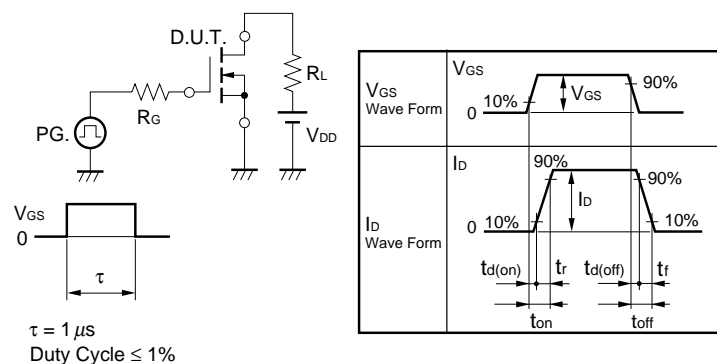 D.U.T.
RL
RG
PG.
VDD
VGS
0
τ
τ = 1 μs
Duty Cycle ≤ 1%
VGS
Wave Form
VGS
10%
0
VGS
90%
ID
Wave Form
ID
90%
90%
10%
0
ID
10%
td(on)
tr
td(off)
tf
ton
toff